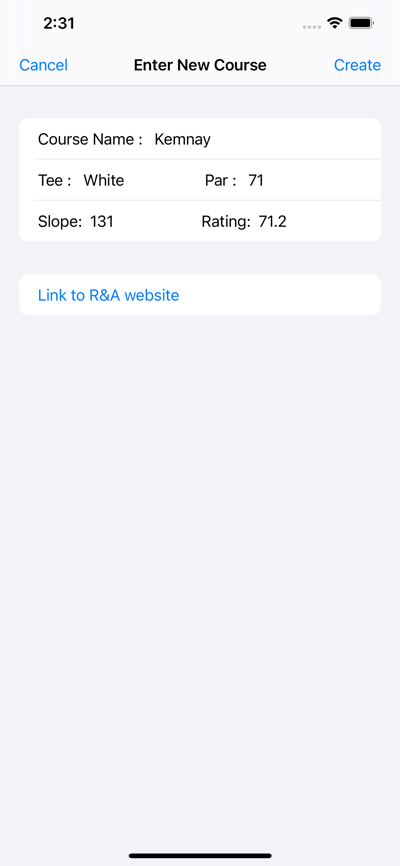 2:31
Cancel Enter New Course Create
Course Name : Kemnay
Tee : White Par : 71
Slope: 131 Rating: 71.2
Link to R&A website